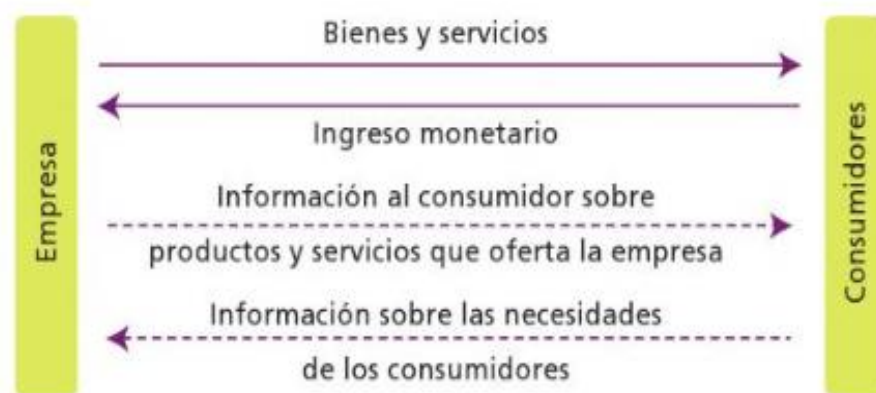 Empresa
Bienes y servicios
Ingreso monetario
Información al consumidor sobre
productos y servicios que oferta la empresa
Información sobre las necesidades
de los consumidores
Consumidores